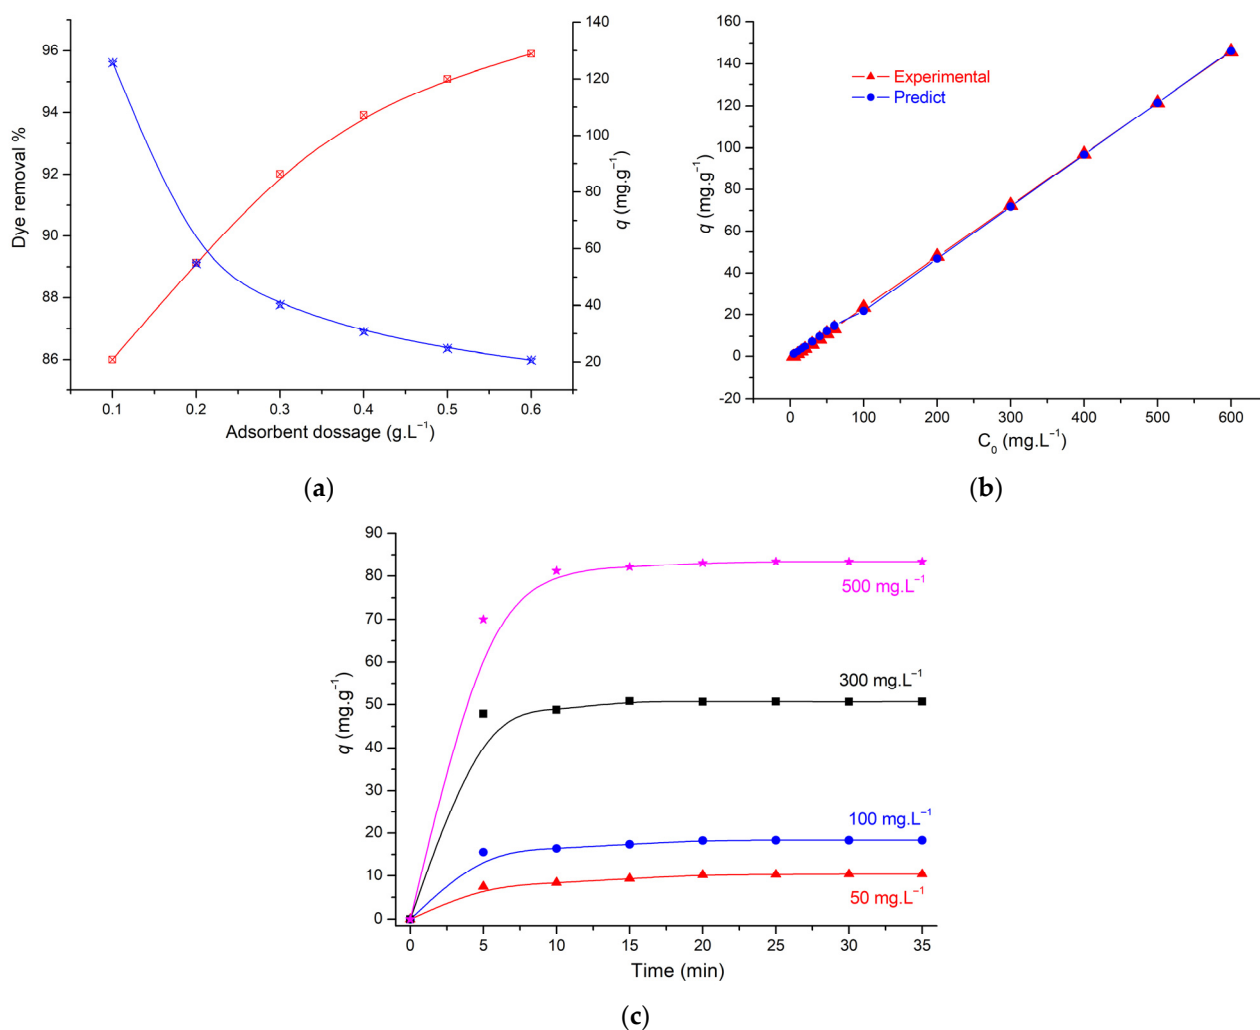 96
94
92
90
88
86
Dye removal %
140
120
100
80
60
40
20
q (mg.g⁻¹)
0.1 0.2 0.3 0.4 0.5 0.6
Adsorbent dossage (g.L⁻¹)
(a)
160
140
120
100
80
60
40
20
0
-20
q (mg.g⁻¹)
Experimental
Predict
0 100 200 300 400 500 600
C₀ (mg.L⁻¹)
(b)
90
80
70
60
50
40
30
20
10
0
q (mg.g⁻¹)
500 mg.L⁻¹
300 mg.L⁻¹
100 mg.L⁻¹
50 mg.L⁻¹
0 5 10 15 20 25 30 35
Time (min)
(c)